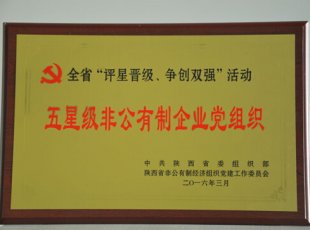 全省“评星晋级、争创双强”活动
五星级非公有制企业党组织
中共陕西省委组织部
陕西省非公有制经济组织党建工作委员会
二〇一六年三月